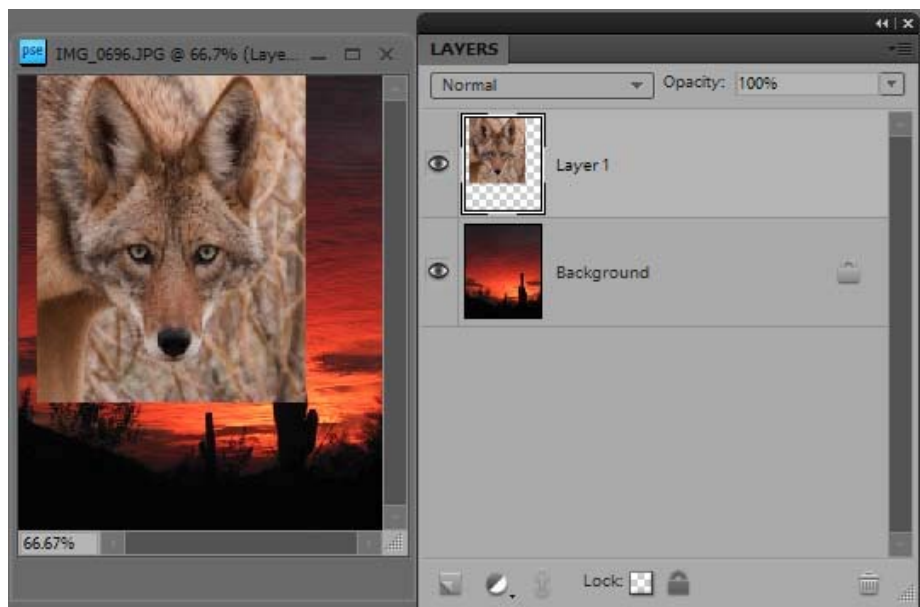 pse IMG_0696.JPG @ 66,7% (Laye...
LAYERS
Normal Opacity: 100%
Layer 1
Background
66.67%
Lock: